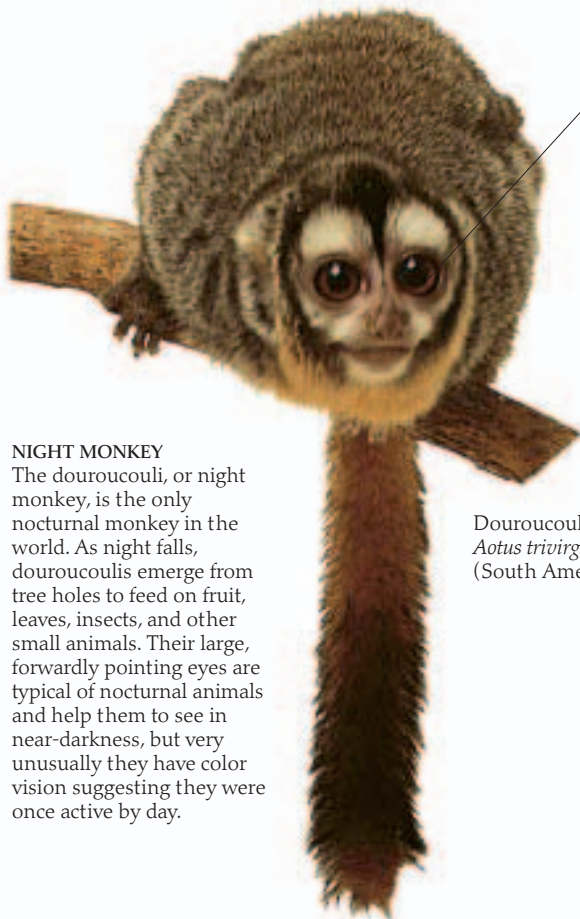 NIGHT MONKEY
The douroucouli, or night
monkey, is the only
nocturnal monkey in the
world. As night falls,
douroucoulis emerge from
tree holes to feed on fruit,
leaves, insects, and other
small animals. Their large,
forwardly pointing eyes are
typical of nocturnal animals
and help them to see in
near-darkness, but very
unusually they have color
vision suggesting they were
once active by day.
(South